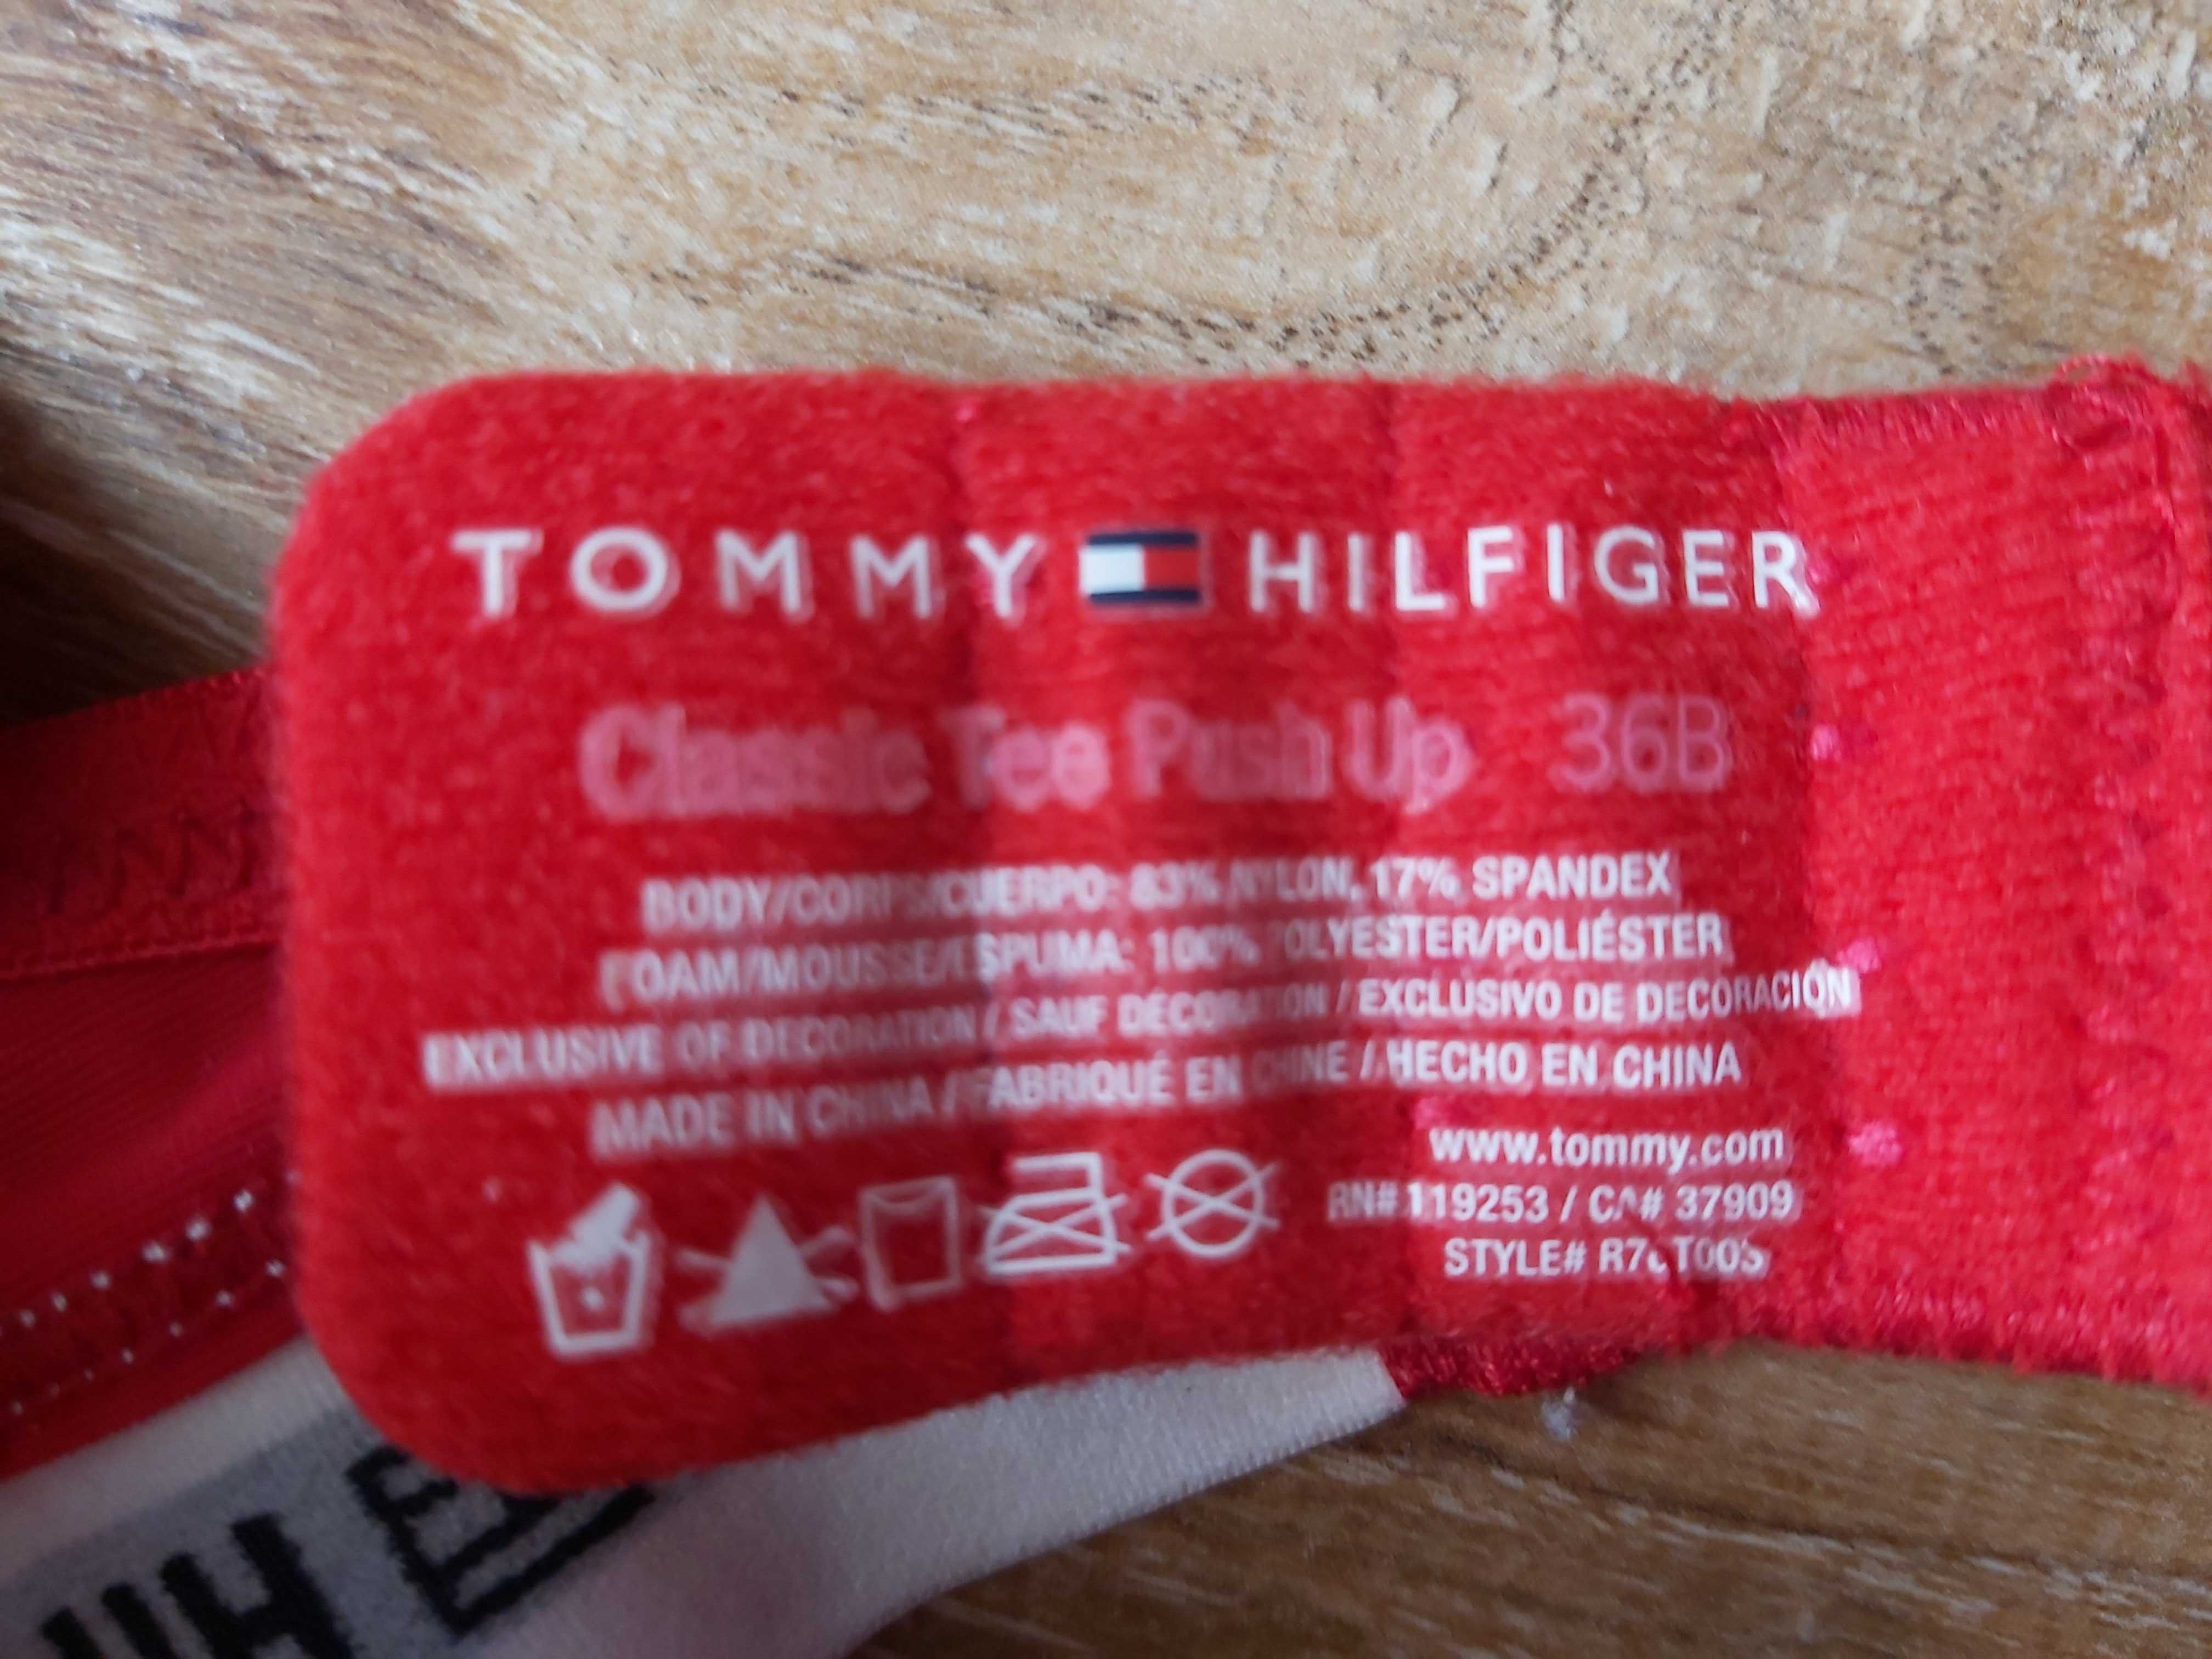 TOMMY HILFIGER
Classic Tee Push Up 36B
BODY/CORPS/CUERPO: 83% NYLON, 17% SPANDEX
FOAM/MOUSSE/ESPUMA: 100% POLYESTER/POLIÉSTER
EXCLUSIVE OF DECORATION / SAUF DÉCORATION / EXCLUSIVO DE DECORACIÓN
MADE IN CHINA / FABRIQUÉ EN CHINE / HECHO EN CHINA
www.tommy.com
RN# 119253 / CA# 37909
STYLE#